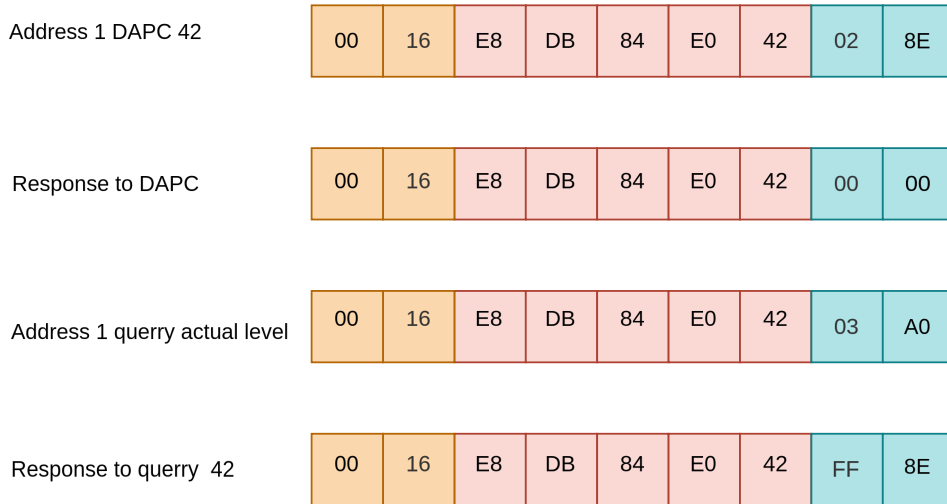 Address 1 DAPC 42 00 16 E8 DB 84 E0 42 02 8E
Response to DAPC 00 16 E8 DB 84 E0 42 00 00
Address 1 querry actual level 00 16 E8 DB 84 E0 42 03 A0
Response to querry 42 00 16 E8 DB 84 E0 42 FF 8E